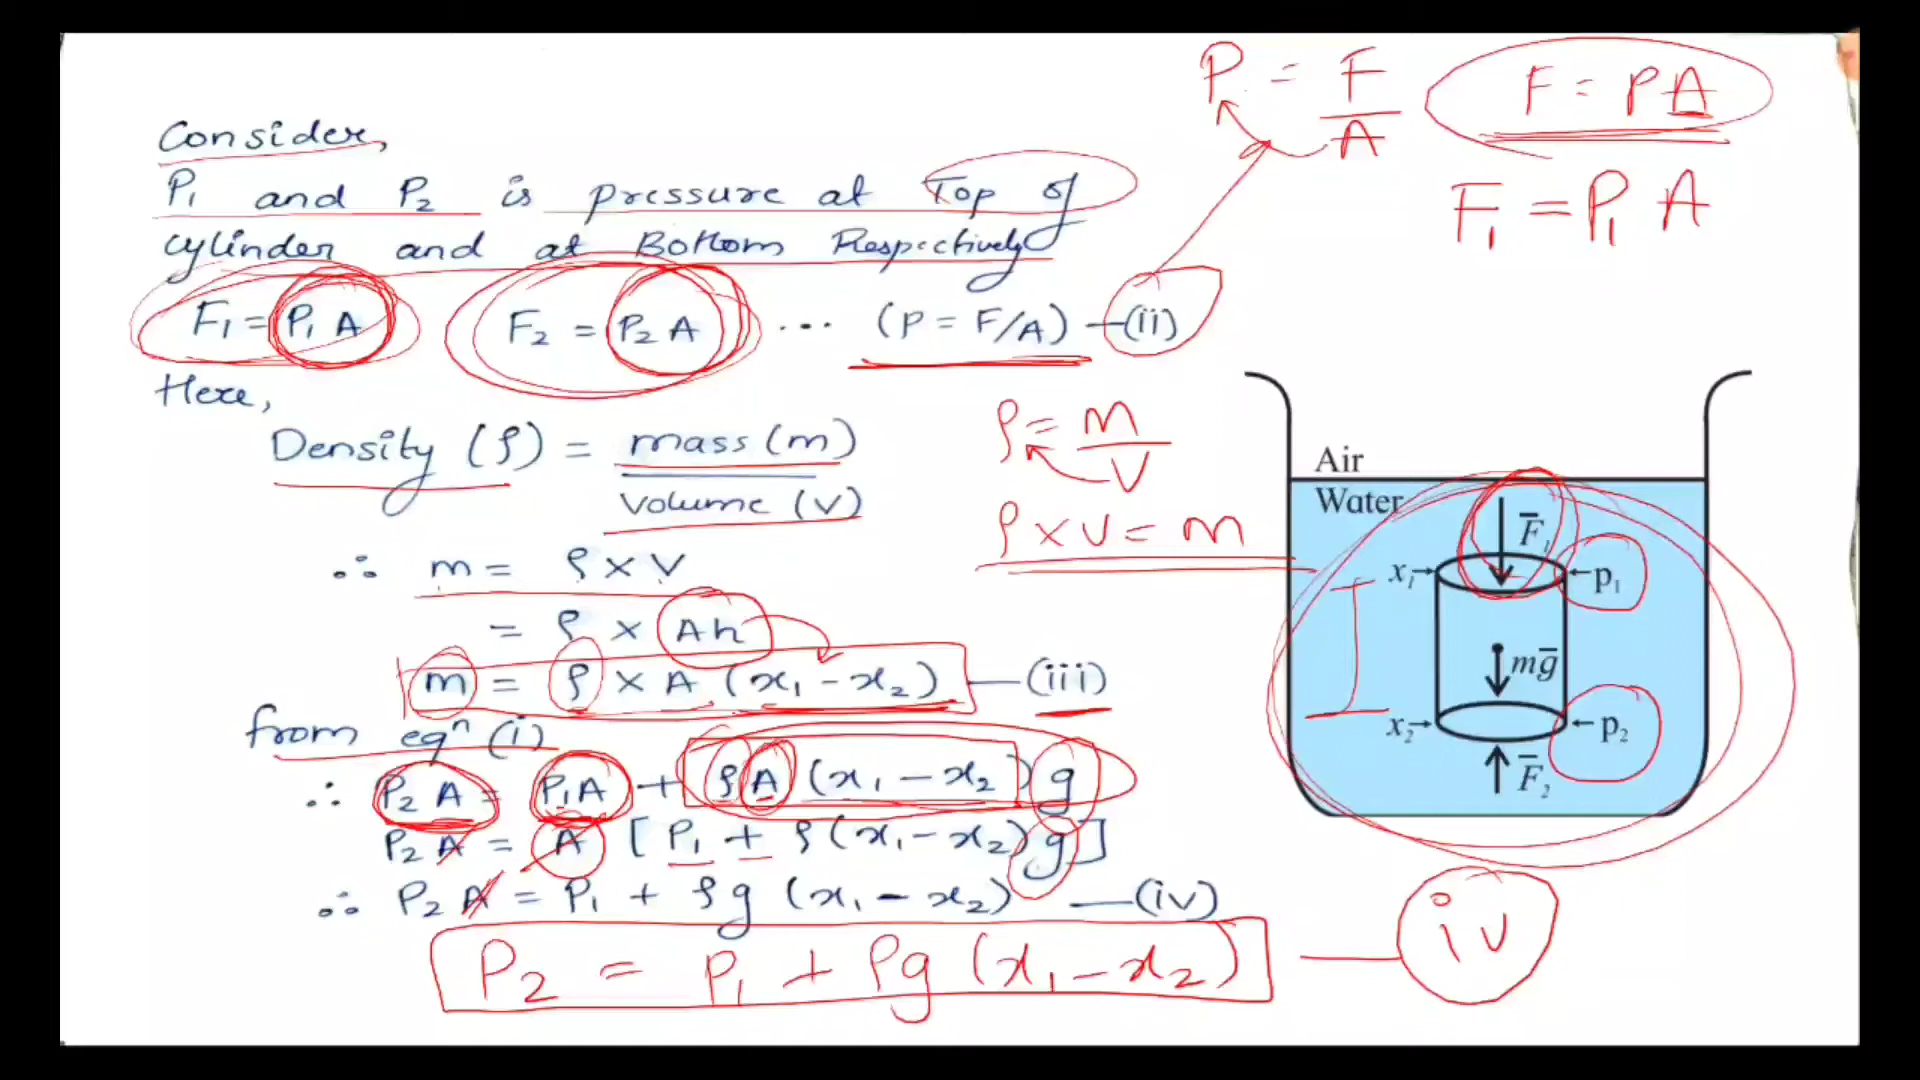 Consider,
P₁ and P₂ is pressure at Top of
cylinder and at Bottom Respectively
F₁ = P₁ A F₂ = P₂ A ... (P = F/A) — (ii)
Here,
Density (ρ) = mass (m)
volume (v)
∴ m = ρ × V
= ρ × Ah
m = ρ × A (x₁ - x₂) — (iii)
from eqⁿ (i)
∴ P₂ A = P₁ A + ρ A (x₁ - x₂) g
P₂ A = A [P₁ + ρ (x₁ - x₂) g]
∴ P₂ A = P₁ + ρg (x₁ - x₂) — (iv)
P₂ = P₁ + ρg (x₁ - x₂) — iv
P = F
A
F = PA
F₁ = P₁ A
ρ = m
V
ρ × V = m
Air
Water
F̅₁
x₁ p₁
mg̅
x₂ p₂
F̅₂